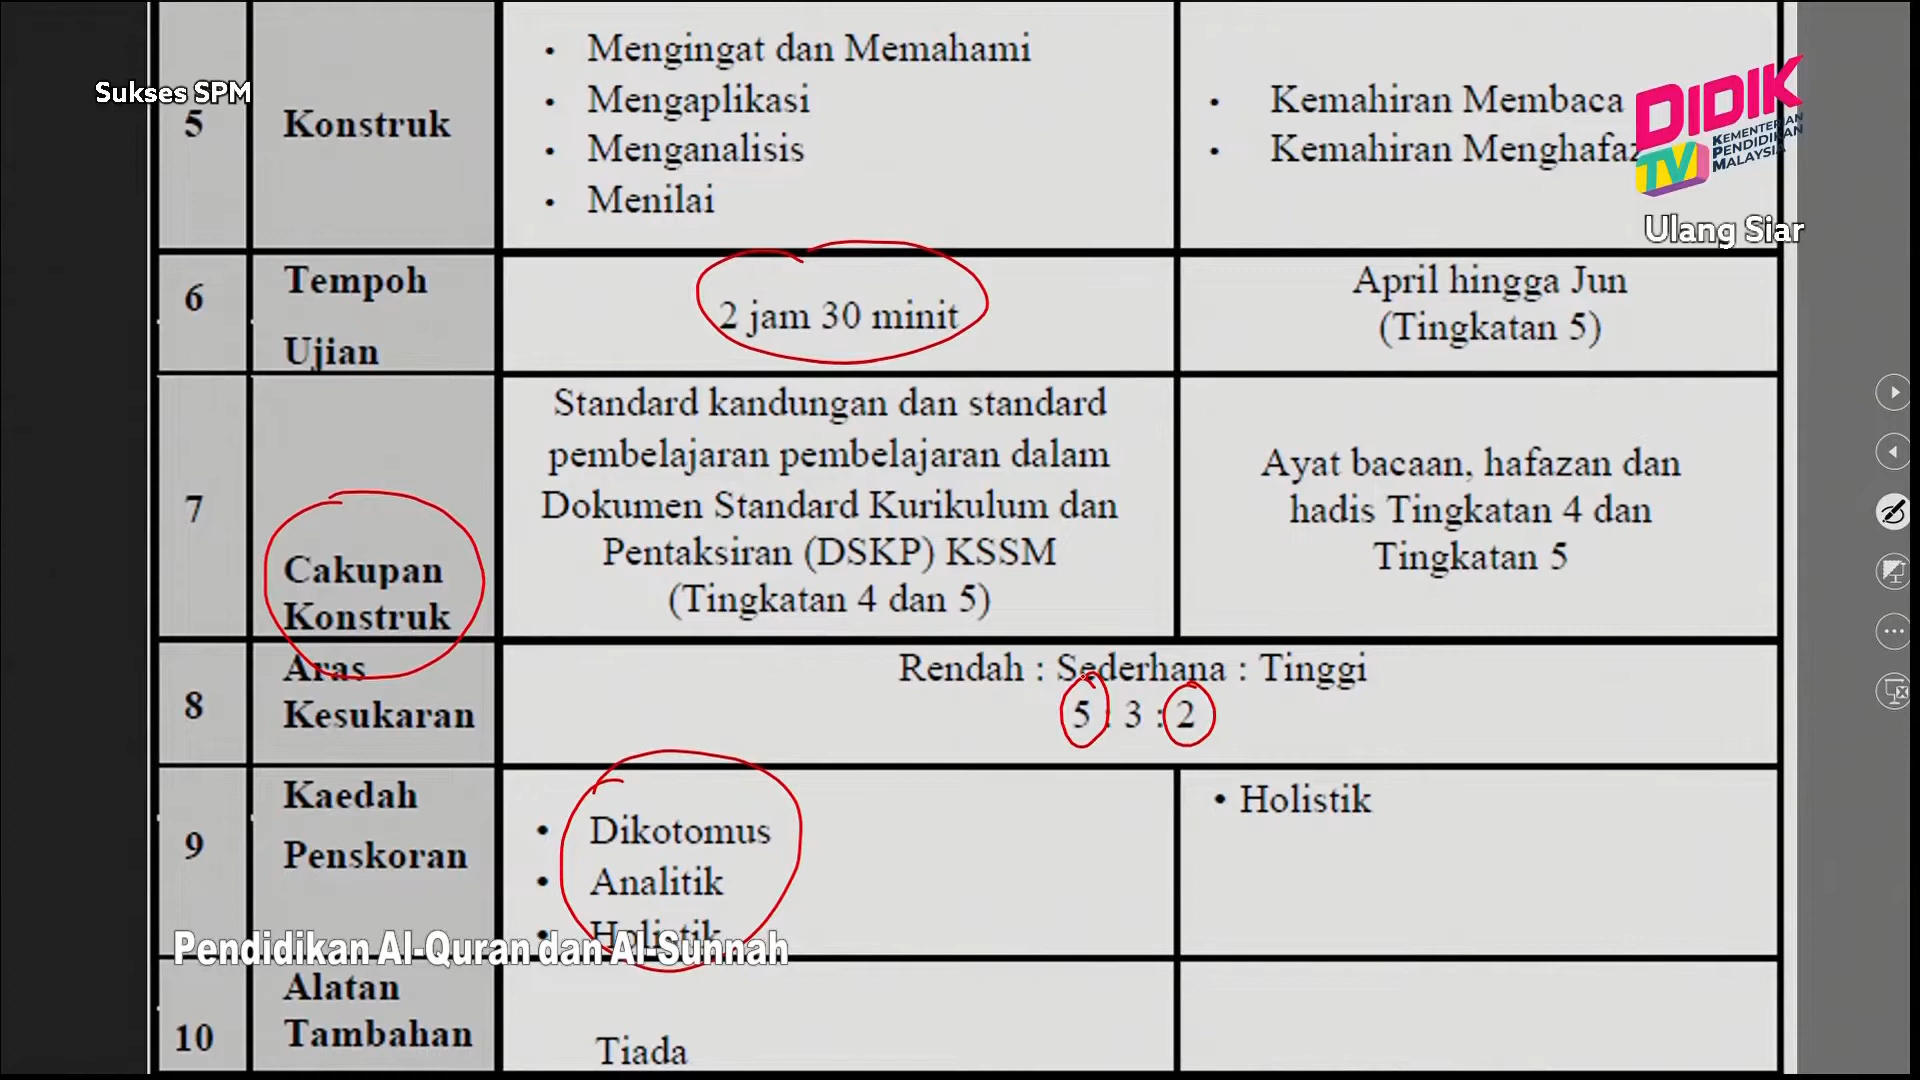 Sukses SPM
5
Konstruk
• Mengingat dan Memahami
• Mengaplikasi
• Menganalisis
• Menilai
• Kemahiran Membaca
• Kemahiran Menghafaz
DIDIK
TV
KEMENTERIAN
PENDIDIKAN
MALAYSIA
Ulang Siar
6
Tempoh
Ujian
2 jam 30 minit
April hingga Jun
(Tingkatan 5)
7
Cakupan
Konstruk
Standard kandungan dan standard
pembelajaran pembelajaran dalam
Dokumen Standard Kurikulum dan
Pentaksiran (DSKP) KSSM
(Tingkatan 4 dan 5)
Ayat bacaan, hafazan dan
hadis Tingkatan 4 dan
Tingkatan 5
8
Aras
Kesukaran
Rendah : Sederhana : Tinggi
5 : 3 : 2
9
Kaedah
Penskoran
• Dikotomus
• Analitik
• Holistik
• Holistik
Pendidikan Al-Quran dan Al-Sunnah
10
Alatan
Tambahan
Tiada